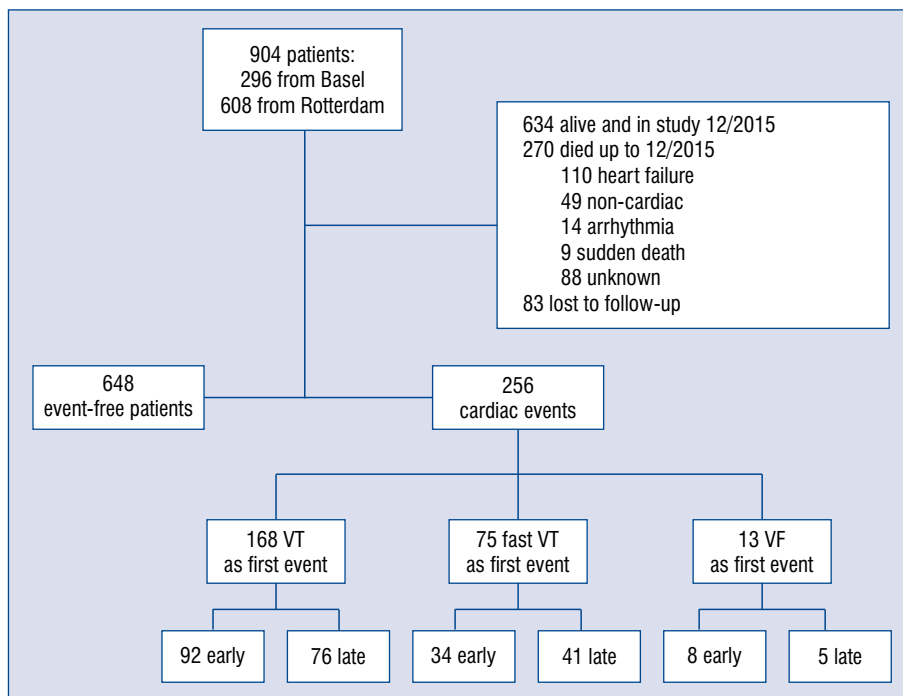 904 patients:
296 from Basel
608 from Rotterdam
634 alive and in study 12/2015
270 died up to 12/2015
110 heart failure
49 non-cardiac
14 arrhythmia
9 sudden death
88 unknown
83 lost to follow-up
648
event-free patients
256
cardiac events
168 VT
as first event
75 fast VT
as first event
13 VF
as first event
92 early
76 late
34 early
41 late
8 early
5 late